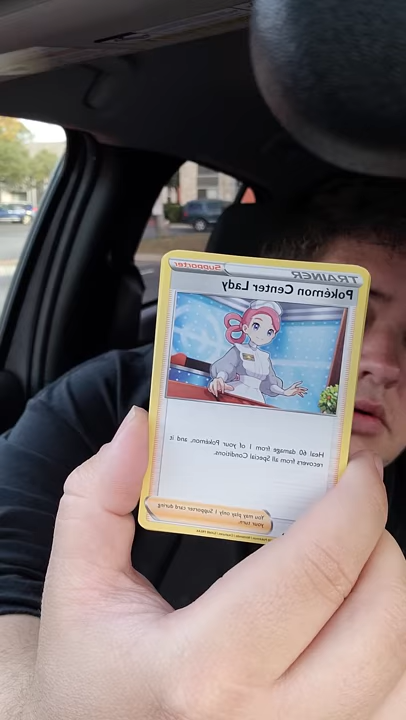 TRAINER Supporter
Pokémon Center Lady
Heal 60 damage from 1 of your Pokémon, and it
recovers from all Special Conditions.
You may play only 1 Supporter card during
your turn.